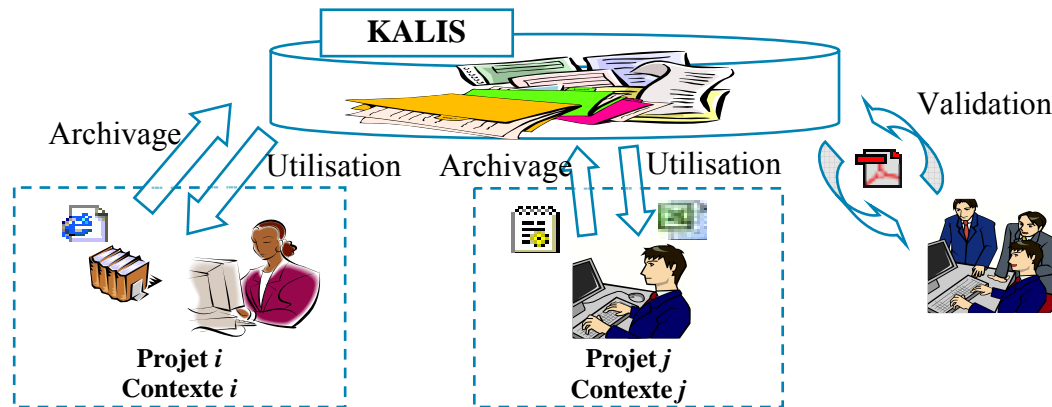 KALIS
Archivage
Utilisation
Archivage
Utilisation
Validation
Projet i
Contexte i
Projet j
Contexte j